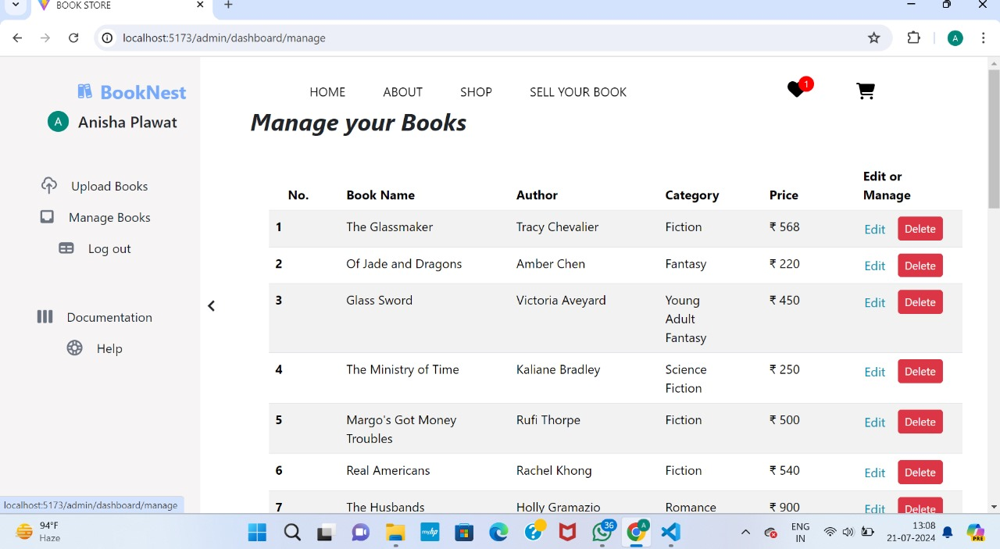 BOOK STORE
localhost:5173/admin/dashboard/manage
A
BookNest
A Anisha Plawat
Upload Books
Manage Books
Log out
Documentation
Help
HOME ABOUT SHOP SELL YOUR BOOK
1
Manage your Books
No. Book Name Author Category Price Edit or
Manage
1 The Glassmaker Tracy Chevalier Fiction ₹ 568 Edit Delete
2 Of Jade and Dragons Amber Chen Fantasy ₹ 220 Edit Delete
3 Glass Sword Victoria Aveyard Young ₹ 450 Edit Delete
Adult
Fantasy
4 The Ministry of Time Kaliane Bradley Science ₹ 250 Edit Delete
Fiction
5 Margo's Got Money Rufi Thorpe Fiction ₹ 500 Edit Delete
Troubles
6 Real Americans Rachel Khong Fiction ₹ 540 Edit Delete
7 The Husbands Holly Gramazio Romance ₹ 900 Edit Delete
localhost:5173/admin/dashboard/manage
94°F
Haze
myhp
36
A
ENG
IN
13:08
21-07-2024
PRE